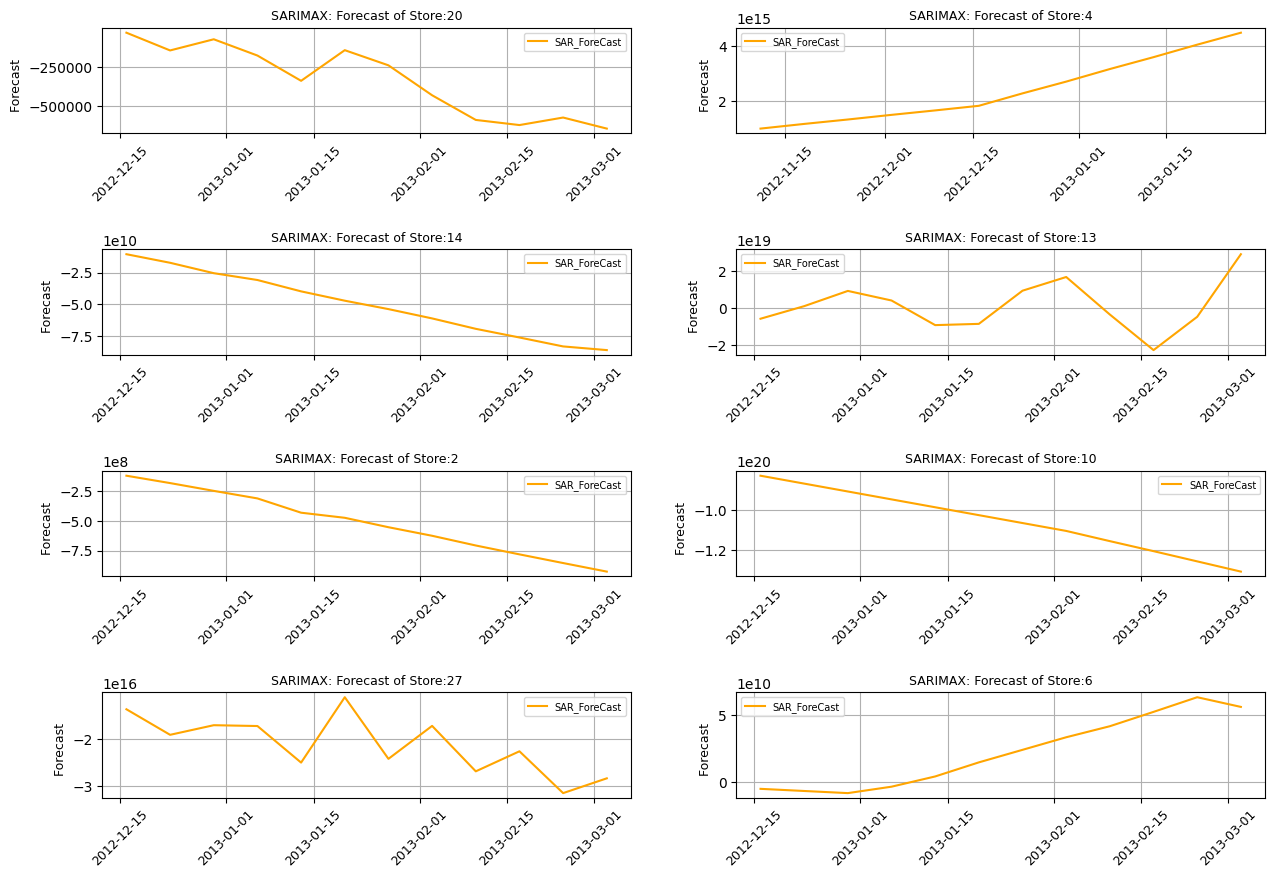 SARIMAX: Forecast of Store:20
SAR_ForeCast
Forecast
−250000
−500000
2012-12-15
2013-01-01
2013-01-15
2013-02-01
2013-02-15
2013-03-01
SARIMAX: Forecast of Store:4
1e15
SAR_ForeCast
Forecast
4
2
2012-11-15
2012-12-01
2012-12-15
2013-01-01
2013-01-15
SARIMAX: Forecast of Store:14
1e10
SAR_ForeCast
Forecast
−2.5
−5.0
−7.5
2012-12-15
2013-01-01
2013-01-15
2013-02-01
2013-02-15
2013-03-01
SARIMAX: Forecast of Store:13
1e19
SAR_ForeCast
Forecast
2
0
−2
2012-12-15
2013-01-01
2013-01-15
2013-02-01
2013-02-15
2013-03-01
SARIMAX: Forecast of Store:2
1e8
SAR_ForeCast
Forecast
−2.5
−5.0
−7.5
2012-12-15
2013-01-01
2013-01-15
2013-02-01
2013-02-15
2013-03-01
SARIMAX: Forecast of Store:10
1e20
SAR_ForeCast
Forecast
−1.0
−1.2
2012-12-15
2013-01-01
2013-01-15
2013-02-01
2013-02-15
2013-03-01
SARIMAX: Forecast of Store:27
1e16
SAR_ForeCast
Forecast
−2
−3
2012-12-15
2013-01-01
2013-01-15
2013-02-01
2013-02-15
2013-03-01
SARIMAX: Forecast of Store:6
1e10
SAR_ForeCast
Forecast
5
0
2012-12-15
2013-01-01
2013-01-15
2013-02-01
2013-02-15
2013-03-01